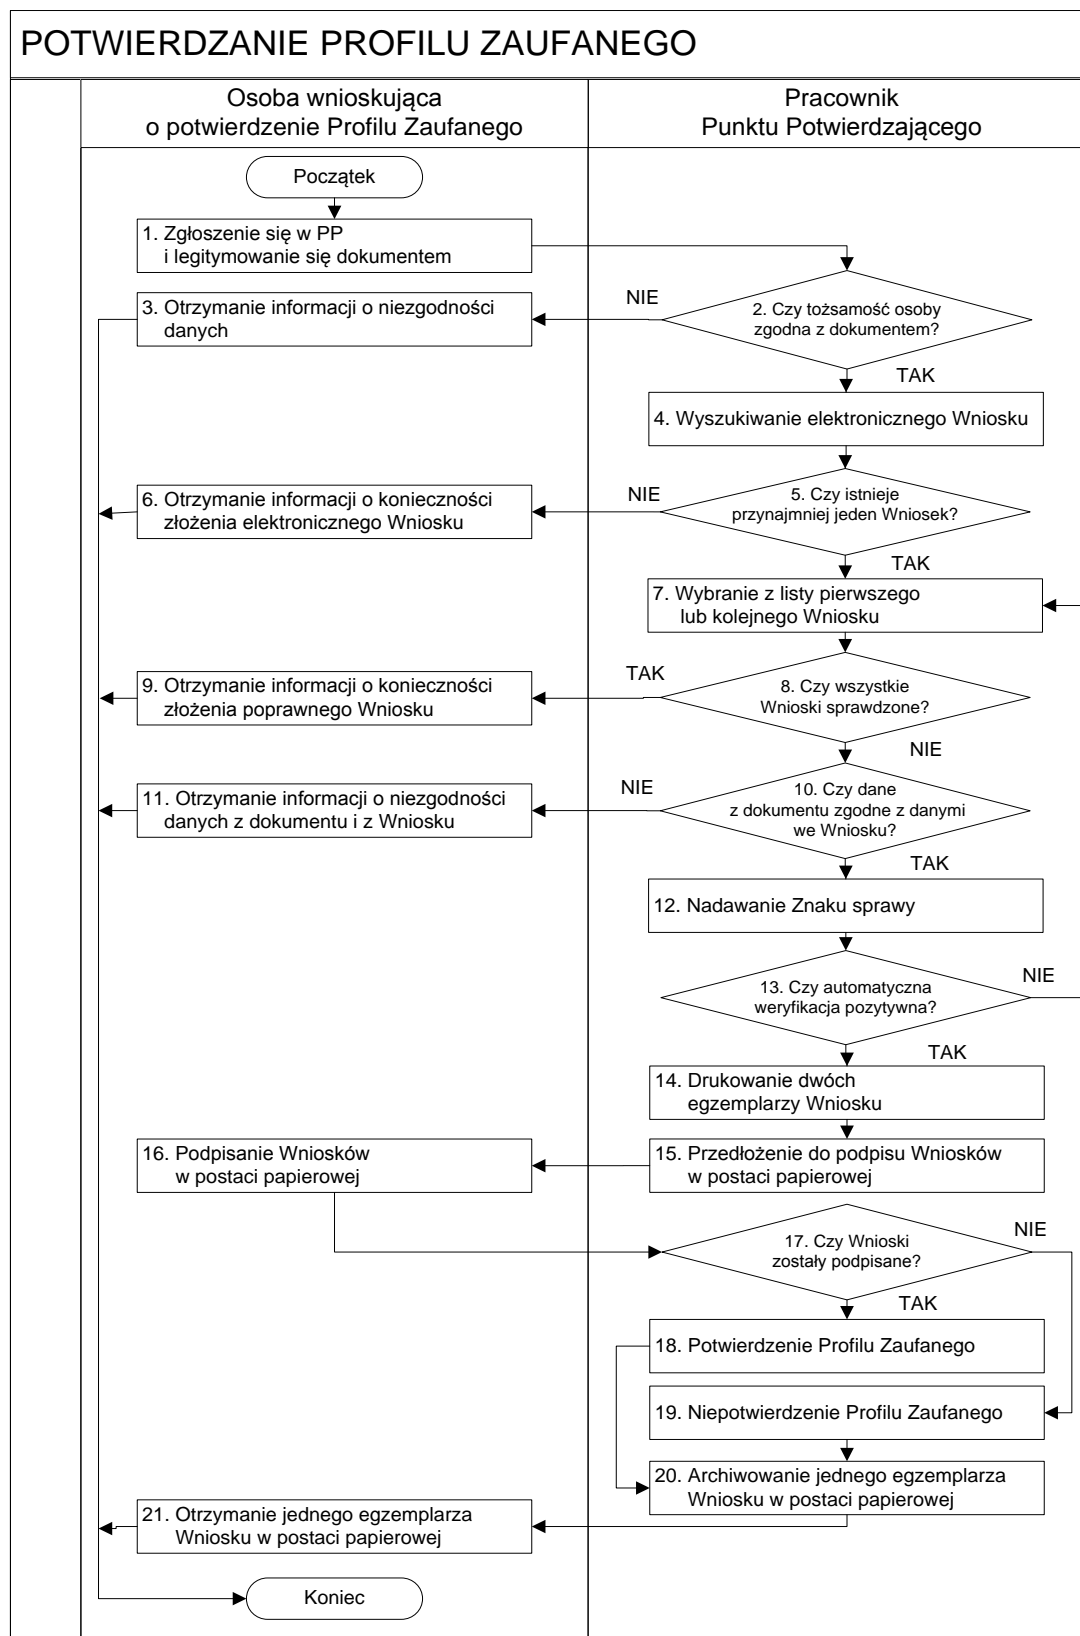 POTWIERDZANIE PROFILU ZAUFANEGO
Osoba wnioskująca
o potwierdzenie Profilu Zaufanego
Pracownik
Punktu Potwierdzającego
Początek
1. Zgłoszenie się w PP
i legitymowanie się dokumentem
2. Czy tożsamość osoby
zgodna z dokumentem?
NIE
3. Otrzymanie informacji o niezgodności
danych
TAK
4. Wyszukiwanie elektronicznego Wniosku
5. Czy istnieje
przynajmniej jeden Wniosek?
NIE
6. Otrzymanie informacji o konieczności
złożenia elektronicznego Wniosku
TAK
7. Wybranie z listy pierwszego
lub kolejnego Wniosku
8. Czy wszystkie
Wnioski sprawdzone?
TAK
9. Otrzymanie informacji o konieczności
złożenia poprawnego Wniosku
NIE
10. Czy dane
z dokumentu zgodne z danymi
we Wniosku?
NIE
11. Otrzymanie informacji o niezgodności
danych z dokumentu i z Wniosku
TAK
12. Nadawanie Znaku sprawy
13. Czy automatyczna
weryfikacja pozytywna?
NIE
TAK
14. Drukowanie dwóch
egzemplarzy Wniosku
15. Przedłożenie do podpisu Wniosków
w postaci papierowej
16. Podpisanie Wniosków
w postaci papierowej
17. Czy Wnioski
zostały podpisane?
NIE
TAK
18. Potwierdzenie Profilu Zaufanego
19. Niepotwierdzenie Profilu Zaufanego
20. Archiwowanie jednego egzemplarza
Wniosku w postaci papierowej
21. Otrzymanie jednego egzemplarza
Wniosku w postaci papierowej
Koniec